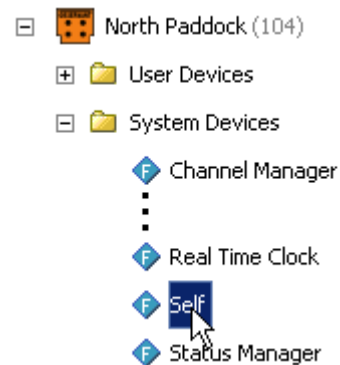 North Paddock (104)
User Devices
System Devices
F Channel Manager
F Real Time Clock
F Self
F Status Manager